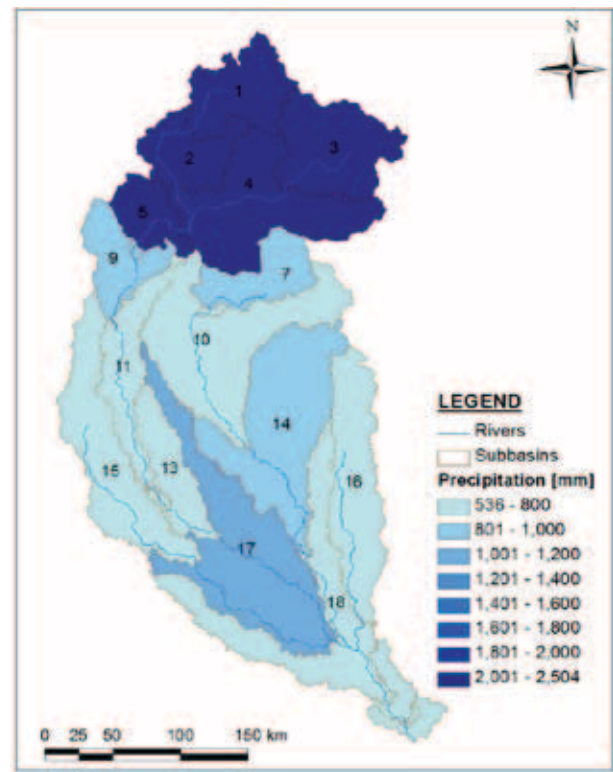 N
1
3
2
4
5
9
7
10
11
14
13
15
16
17
18
LEGEND
Rivers
Subbasins
Precipitation [mm]
536 - 800
801 - 1,000
1,001 - 1,200
1,201 - 1,400
1,401 - 1,600
1,601 - 1,800
1,801 - 2,000
2,001 - 2,504
0 25 50 100 150 km